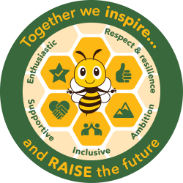 Together we inspire...
Enthusiastic
Respect & resilience
Supportive
Ambition
Inclusive
and RAISE the future